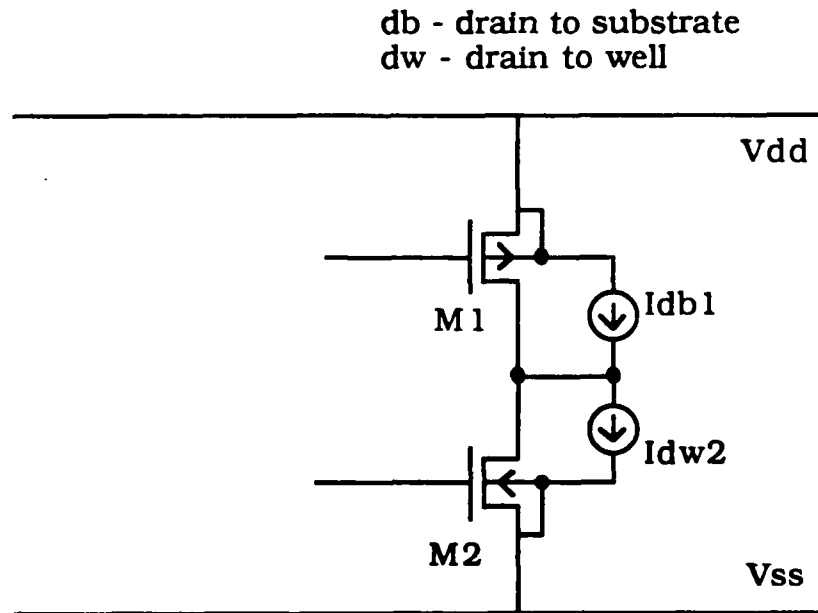 db - drain to substrate
dw - drain to well
Vdd
M1
Idb1
Idw2
M2
Vss